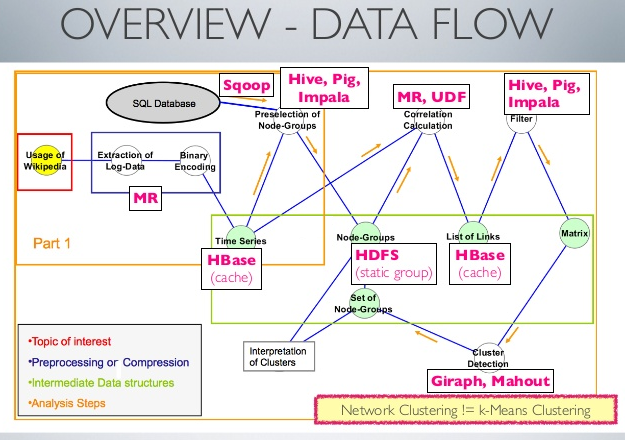 OVERVIEW - DATA FLOW
Sqoop
Hive, Pig,
Impala
MR, UDF
Hive, Pig,
Impala
SQL Database
Preselection of
Node-Groups
Correlation
Calculation
Filter
Usage of
Wikipedia
Extraction of
Log-Data
Binary
Encoding
MR
Part 1
Time Series
HBase
(cache)
Node-Groups
HDFS
(static group)
List of Links
HBase
(cache)
Matrix
Set of
Node-Groups
Interpretation
of Clusters
Cluster
Detection
Giraph, Mahout
•Topic of interest
•Preprocessing or Compression
•Intermediate Data structures
•Analysis Steps
Network Clustering != k-Means Clustering